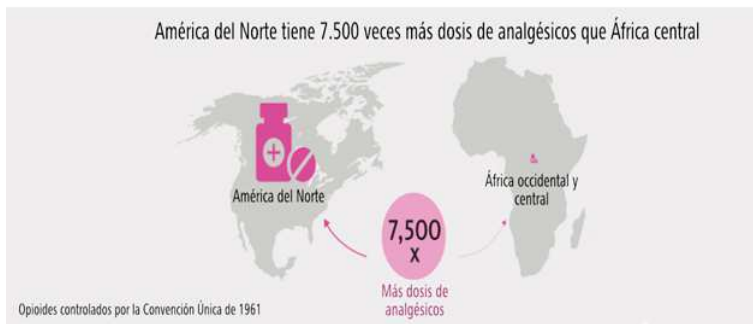 América del Norte tiene 7.500 veces más dosis de analgésicos que África central
América del Norte
África occidental y
central
7,500
X
Más dosis de
analgésicos
Opioides controlados por la Convención Única de 1961